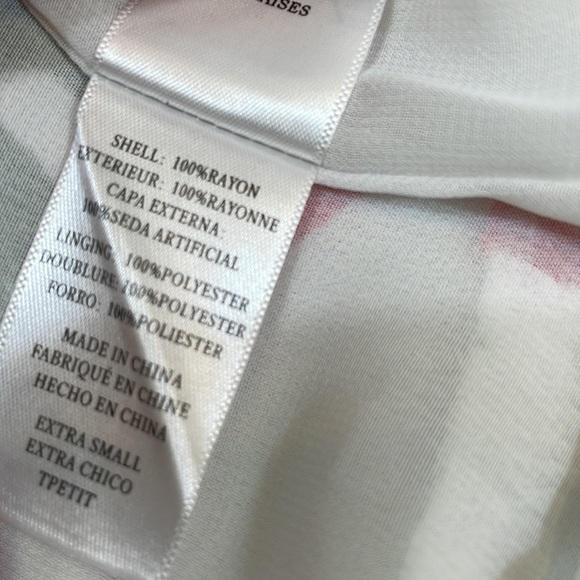 SHELL: 100%RAYON
EXTERIEUR: 100%RAYONNE
CAPA EXTERNA:
100%SEDA ARTIFICIAL
LINGING: 100%POLYESTER
DOUBLURE: 100%POLYESTER
FORRO: 100%POLIESTER
MADE IN CHINA
FABRIQUÉ EN CHINE
HECHO EN CHINA
EXTRA SMALL
EXTRA CHICO
TPETIT